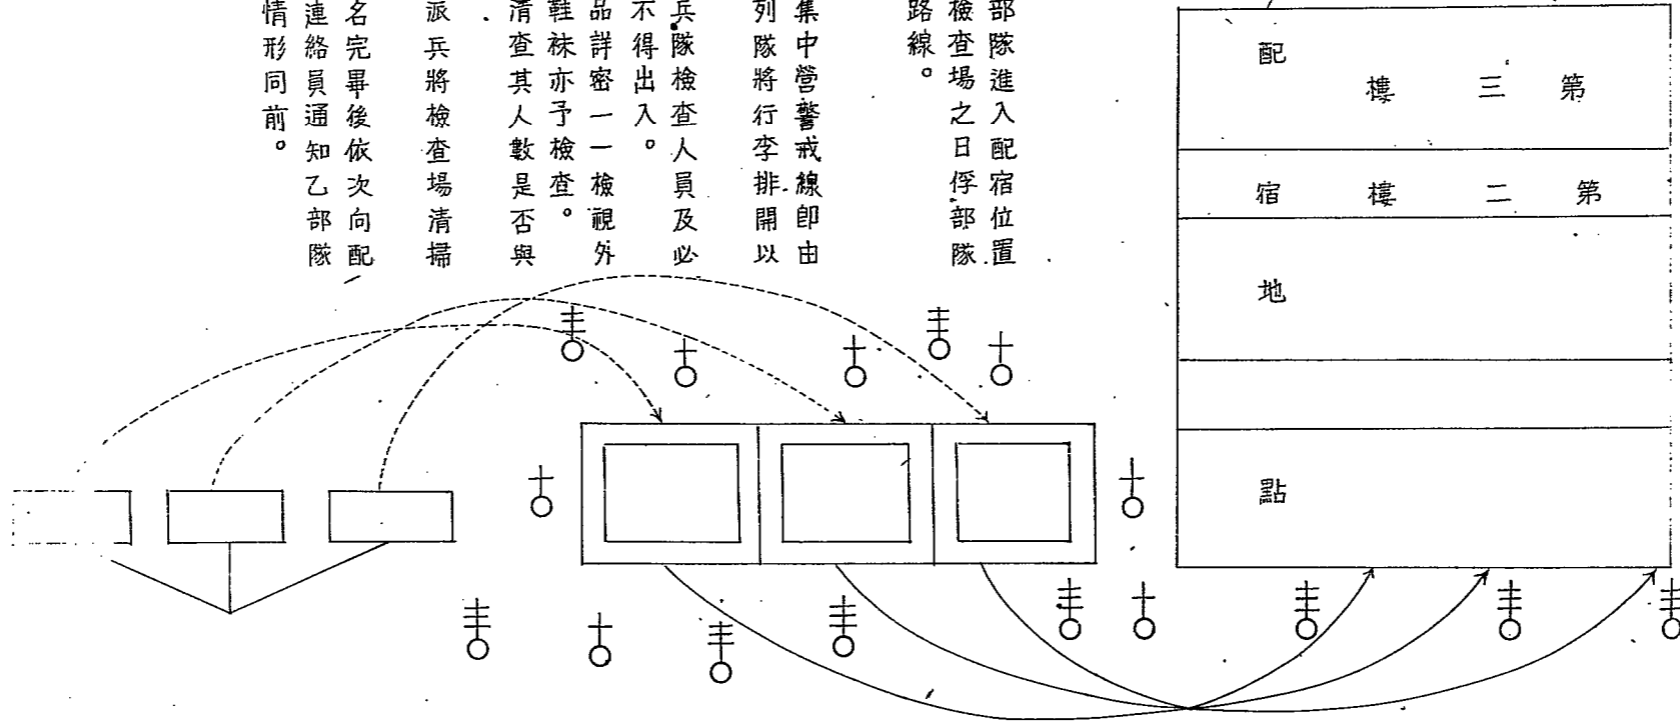 部隊進入配宿位置
檢查場之日俘部隊
路線。
集中營警戒線即由
列隊將行李排開以
兵隊檢查人員及必
不得出入。
品詳密一一檢視外
鞋襪亦予檢查。
清查其人數是否與
派兵將檢查場清掃
名完畢後依次向配
連絡員通知乙部隊
情形同前。
配宿地點
第三樓
第二樓